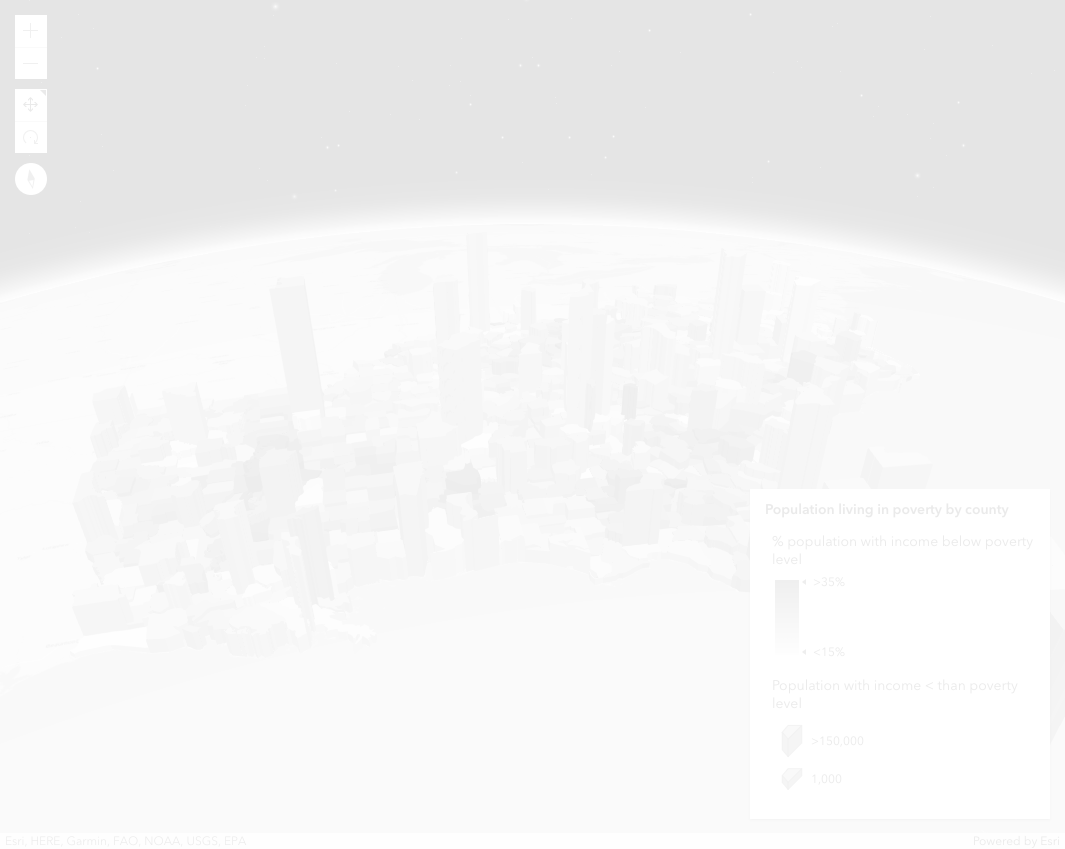 Population living in poverty by county
% population with income below poverty
level
>35%
<15%
Population with income < than poverty
level
>150,000
1,000
Esri, HERE, Garmin, FAO, NOAA, USGS, EPA
Powered by Esri